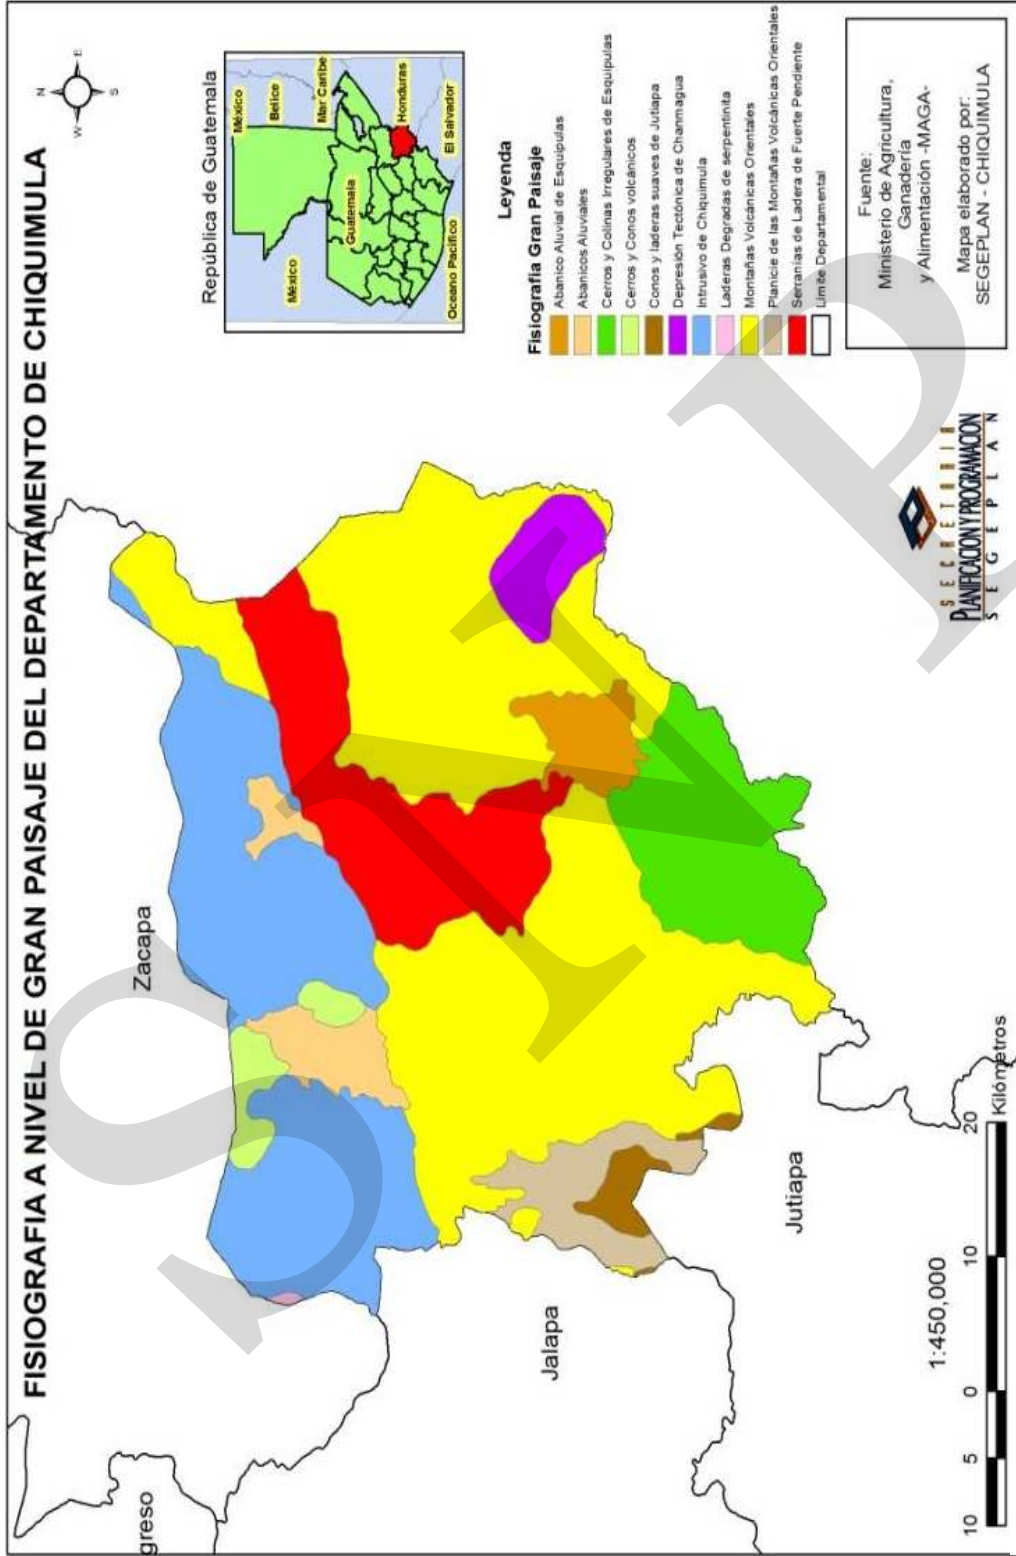 FISIOGRAFIA A NIVEL DE GRAN PAISAJE DEL DEPARTAMENTO DE CHIQUIMULA
N
W
E
S
República de Guatemala
México
Belice
Mar Caribe
México
Guatemala
Honduras
El Salvador
Oceano Pacifico
Leyenda
Fisiografía Gran Paisaje
Abanico Aluvial de Esquipulas
Abanicos Aluviales
Cerros y Colinas Irregulares de Esquipulas
Cerros y Conos volcánicos
Conos y laderas suaves de Jutiapa
Depresión Tectónica de Chanmagua
Intrusivo de Chiquimula
Laderas Degradas de serpentinita
Montañas Volcánicas Orientales
Planicie de las Montañas Volcánicas Orientales
Serranías de Ladera de Fuerte Pendiente
Límite Departamental
Fuente:
Ministerio de Agricultura,
Ganadería
y Alimentación -MAGA-
Mapa elaborado por:
SEGEPLAN - CHIQUIMULA
SECRETARIA
PLANIFICACION Y PROGRAMACION
SEGEPLAN
Zacapa
greso
Jalapa
Jutiapa
1:450,000
10 5 0 10 20
Kilómetros
SINP